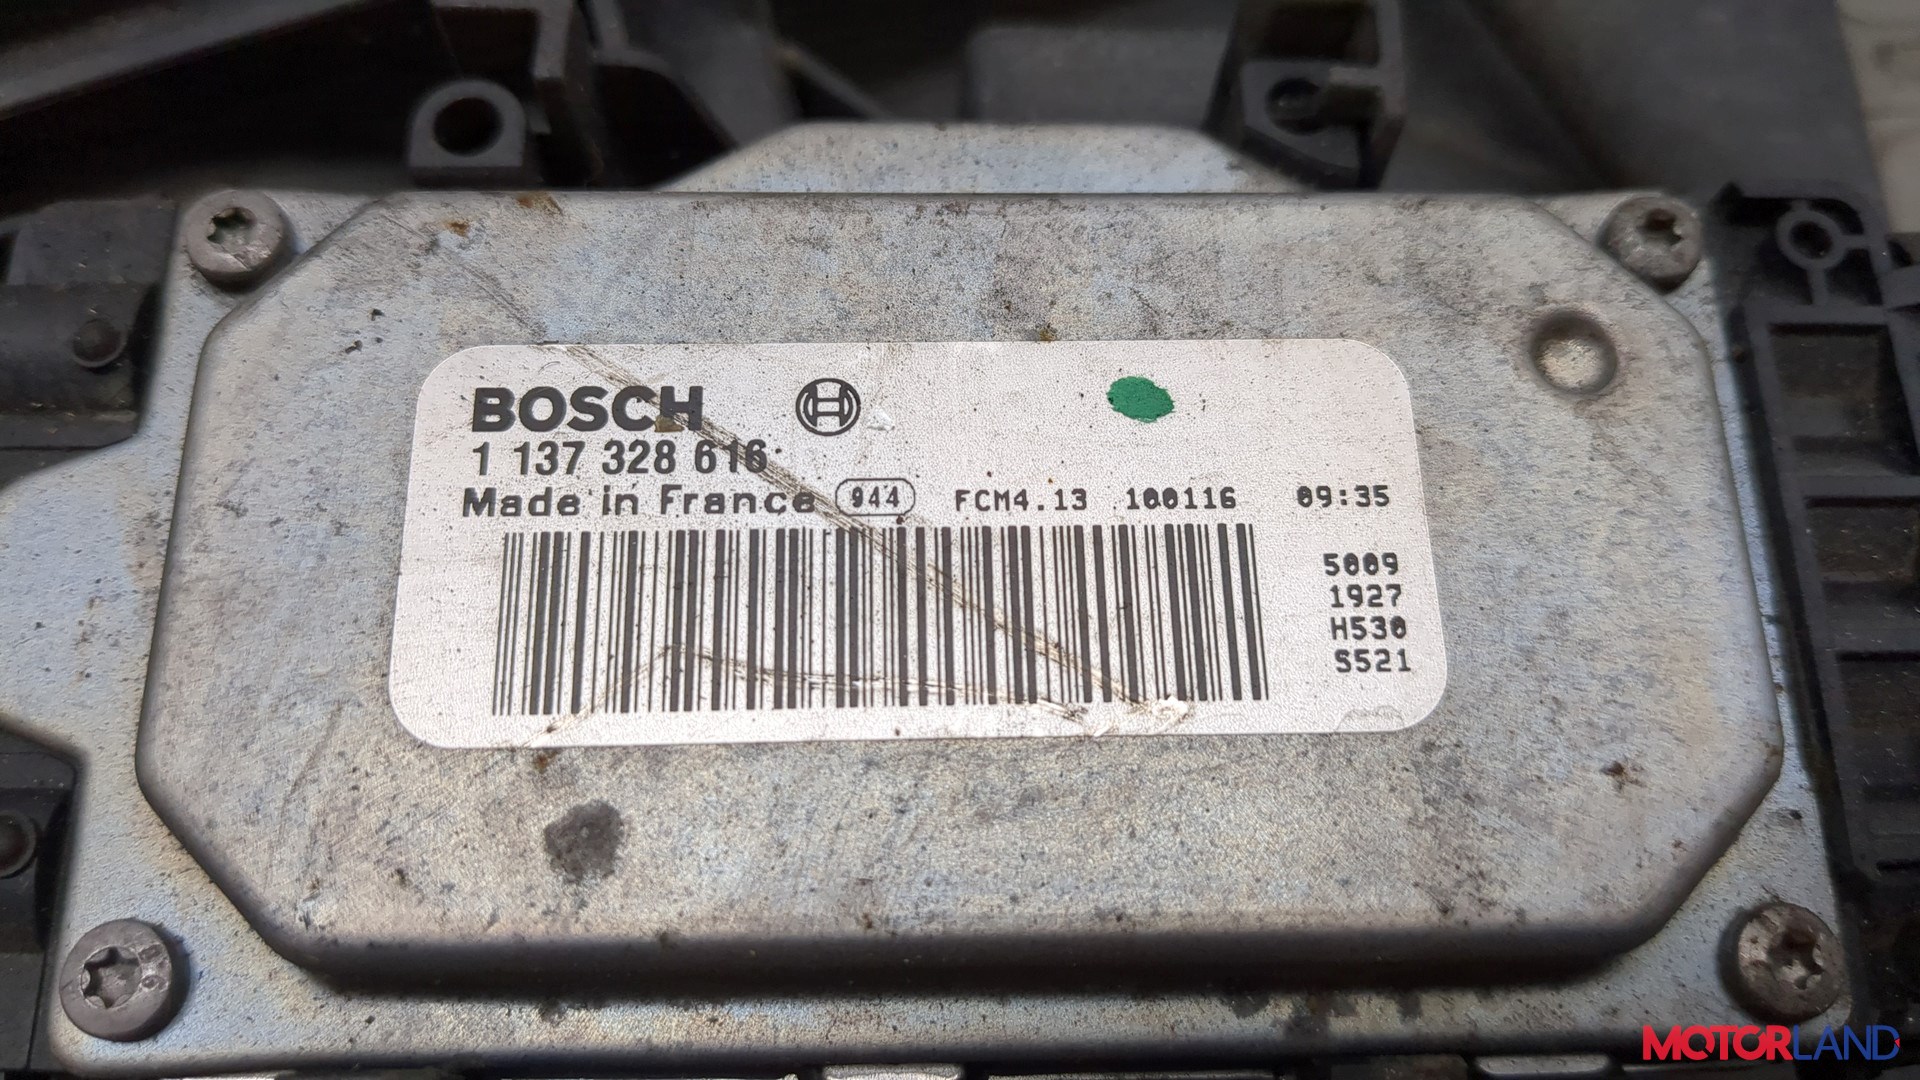 BOSCH
1 137 328 616
Made in France 944 FCM4.13 100116 09:35
5009
1927
H530
S521
MOTORLAND